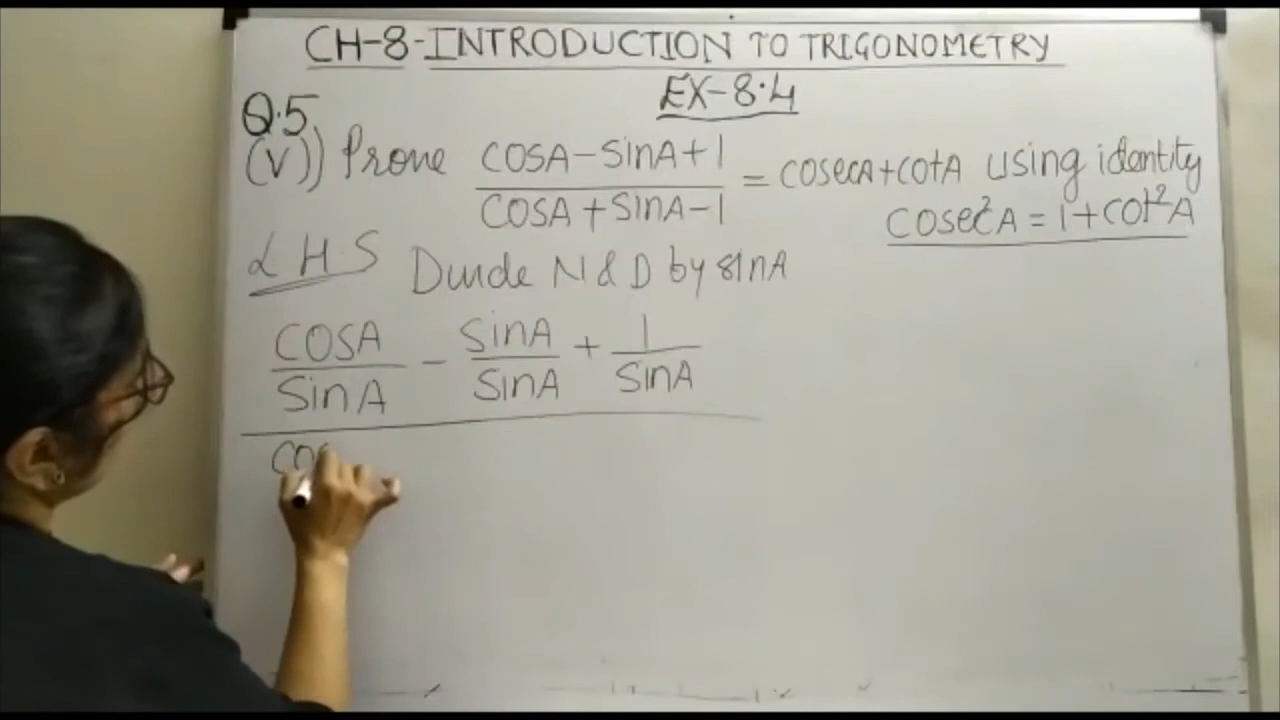 CH-8-INTRODUCTION TO TRIGONOMETRY
EX-8.4
Q.5
(V)) Prove (COSA-SinA+1)/(COSA+SinA-1) = COSECA+COTA using identity
COSEC²A = 1+COT²A
LHS Divide N & D by sinA
COSA/SinA - SinA/SinA + 1/SinA
COS